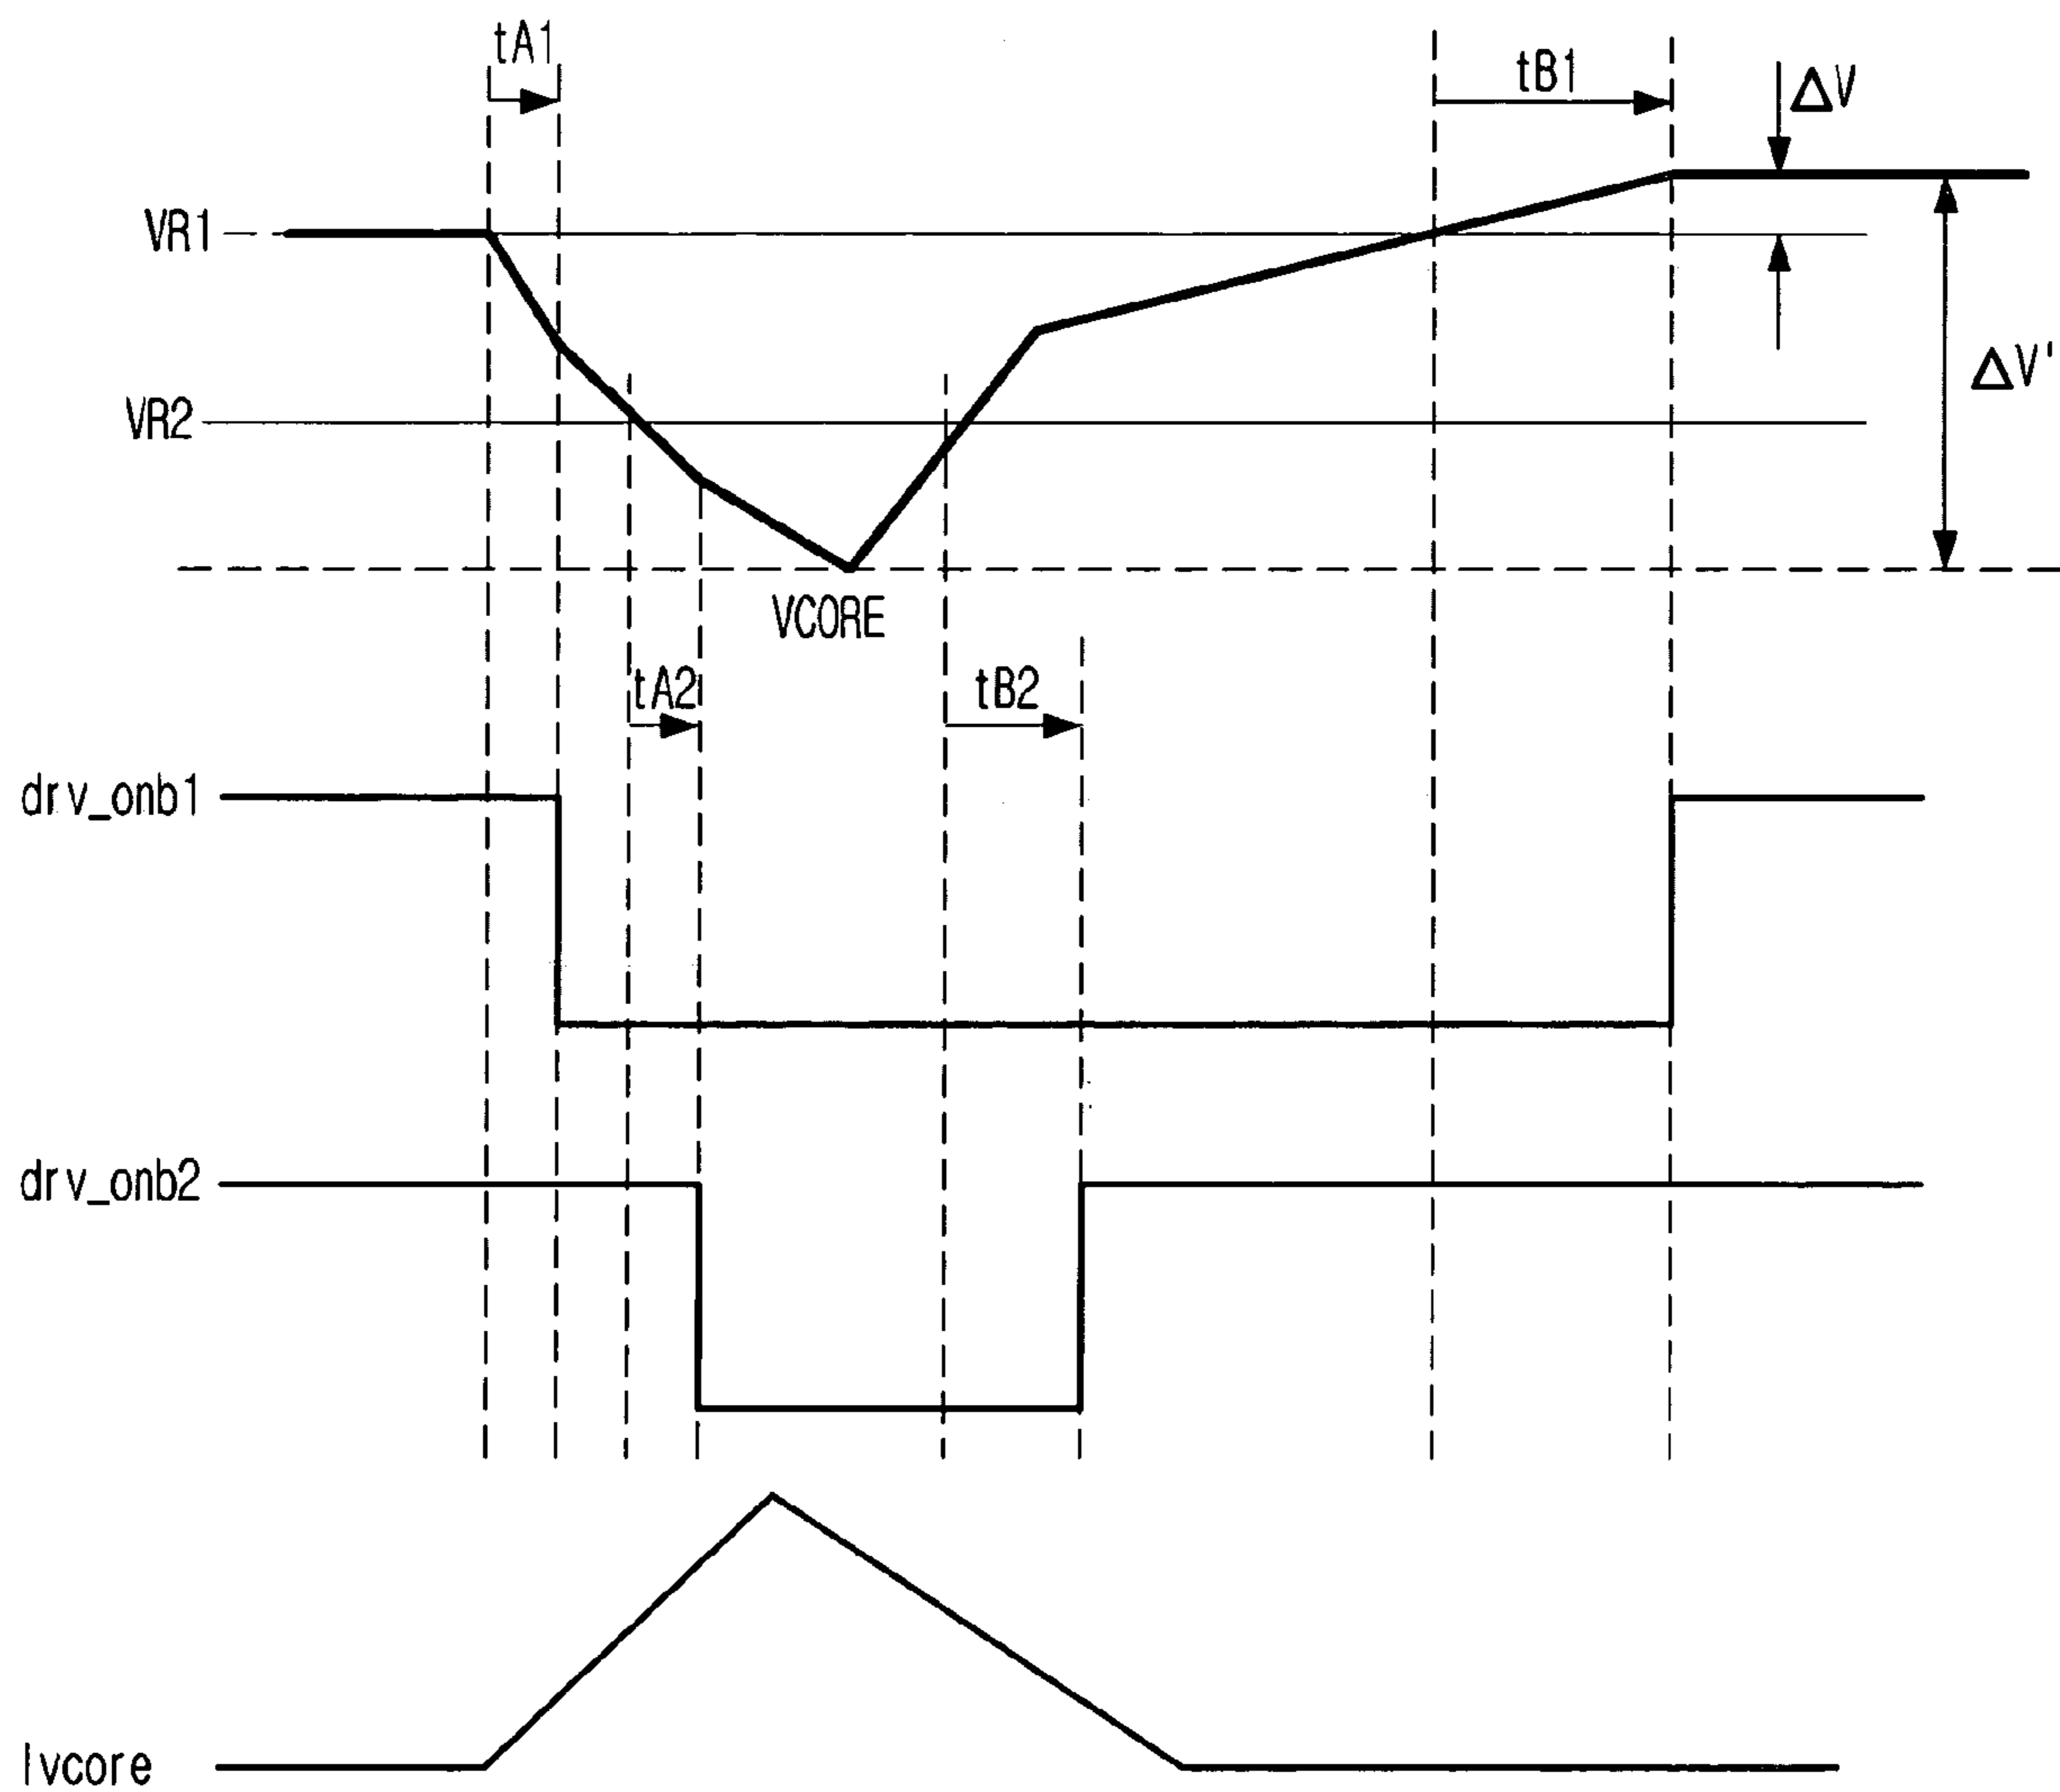 tA1
tB1
ΔV
VR1
ΔV'
VR2
VCORE
tA2
tB2
drv_onb1
drv_onb2
Ivcore